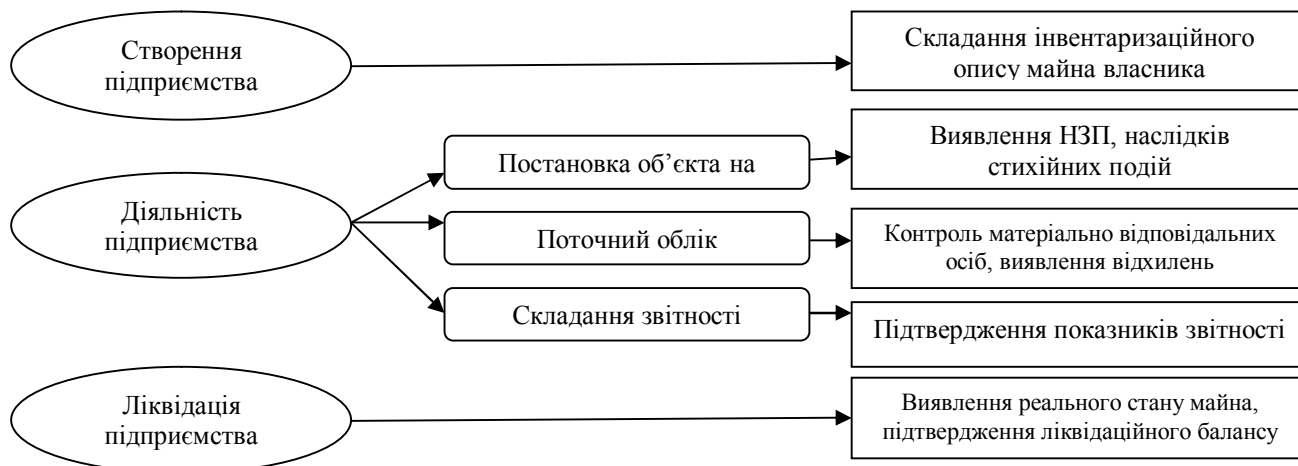 Створення
підприємства
Складання інвентаризаційного
опису майна власника
Діяльність
підприємства
Постановка об’єкта на
Виявлення НЗП, наслідків
стихійних подій
Поточний облік
Контроль матеріально відповідальних
осіб, виявлення відхилень
Складання звітності
Підтвердження показників звітності
Ліквідація
підприємства
Виявлення реального стану майна,
підтвердження ліквідаційного балансу